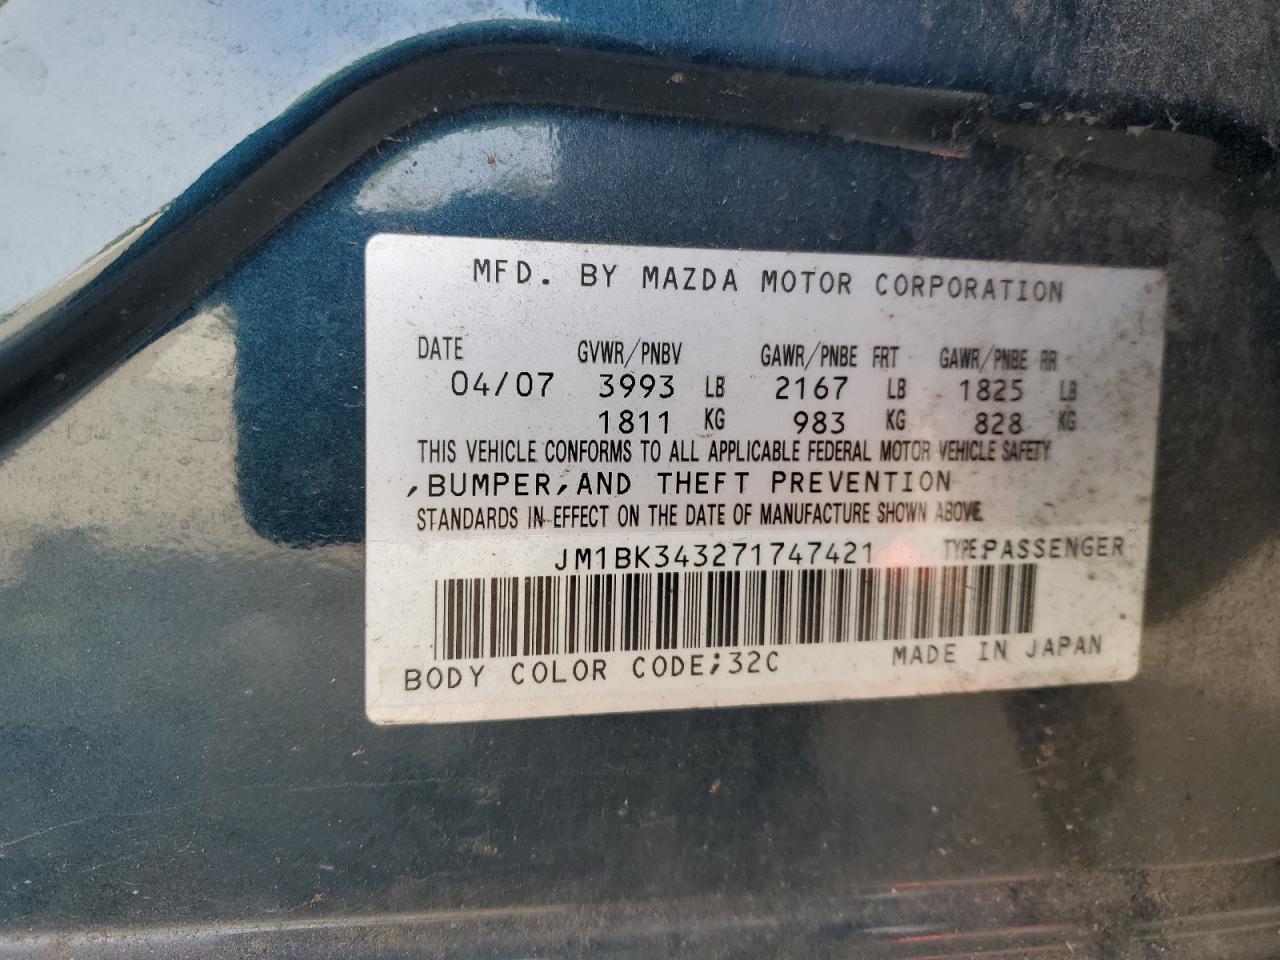 MFD. BY MAZDA MOTOR CORPORATION
DATE GVWR/PNBV GAWR/PNBE FRT GAWR/PNBE RR
04/07 3993 LB 2167 LB 1825 LB
1811 KG 983 KG 828 KG
THIS VEHICLE CONFORMS TO ALL APPLICABLE FEDERAL MOTOR VEHICLE SAFETY
,BUMPER,AND THEFT PREVENTION
STANDARDS IN EFFECT ON THE DATE OF MANUFACTURE SHOWN ABOVE.
JM1BK343271747421 TYPE:PASSENGER
BODY COLOR CODE;32C MADE IN JAPAN